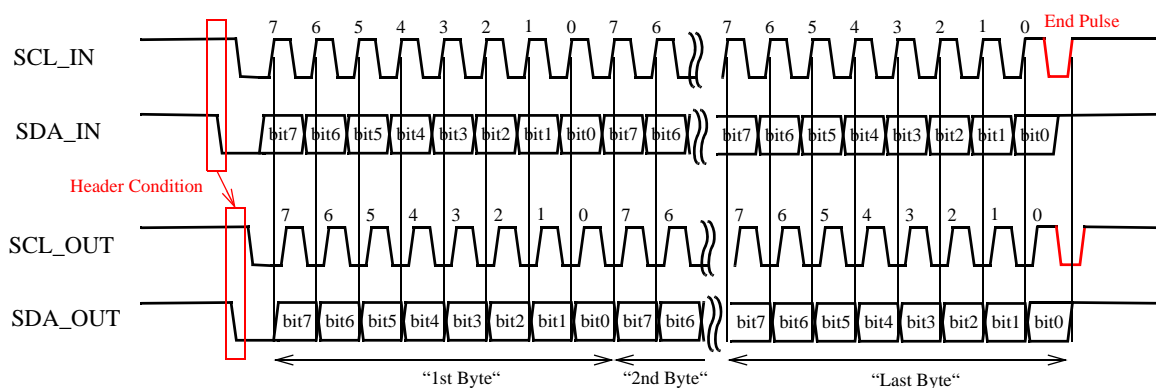 7 6 5 4 3 2 1 0 7 6 7 6 5 4 3 2 1 0 End Pulse
SCL_IN
SDA_IN bit7 bit6 bit5 bit4 bit3 bit2 bit1 bit0 bit7 bit6 bit7 bit6 bit5 bit4 bit3 bit2 bit1 bit0
Header Condition
7 6 5 4 3 2 1 0 7 6 7 6 5 4 3 2 1 0
SCL_OUT
SDA_OUT bit7 bit6 bit5 bit4 bit3 bit2 bit1 bit0 bit7 bit6 bit7 bit6 bit5 bit4 bit3 bit2 bit1 bit0
“1st Byte“ “2nd Byte“ “Last Byte“